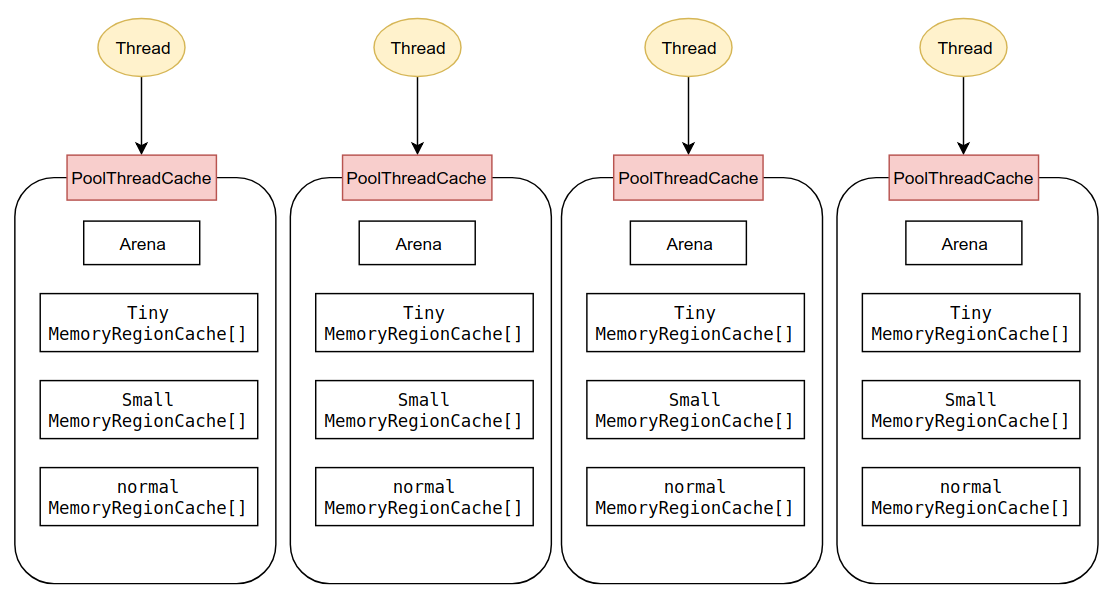 Thread
Thread
Thread
Thread
PoolThreadCache
PoolThreadCache
PoolThreadCache
PoolThreadCache
Arena
Arena
Arena
Arena
Tiny
MemoryRegionCache[]
Tiny
MemoryRegionCache[]
Tiny
MemoryRegionCache[]
Tiny
MemoryRegionCache[]
Small
MemoryRegionCache[]
Small
MemoryRegionCache[]
Small
MemoryRegionCache[]
Small
MemoryRegionCache[]
normal
MemoryRegionCache[]
normal
MemoryRegionCache[]
normal
MemoryRegionCache[]
normal
MemoryRegionCache[]